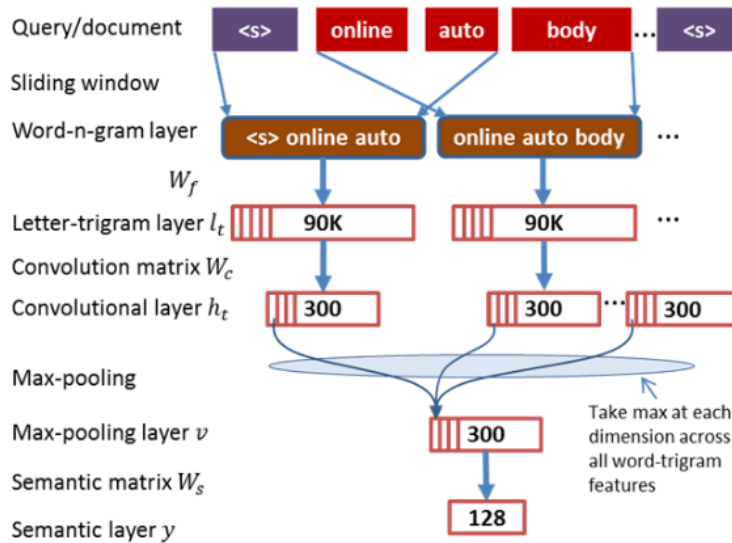 Query/document <s> online auto body ... <s>
Sliding window
Word-n-gram layer <s> online auto online auto body ...
W_f
Letter-trigram layer l_t 90K 90K ...
Convolution matrix W_c
Convolutional layer h_t 300 300 ... 300
Max-pooling
Take max at each
dimension across
all word-trigram
features
Max-pooling layer v 300
Semantic matrix W_s
Semantic layer y 128